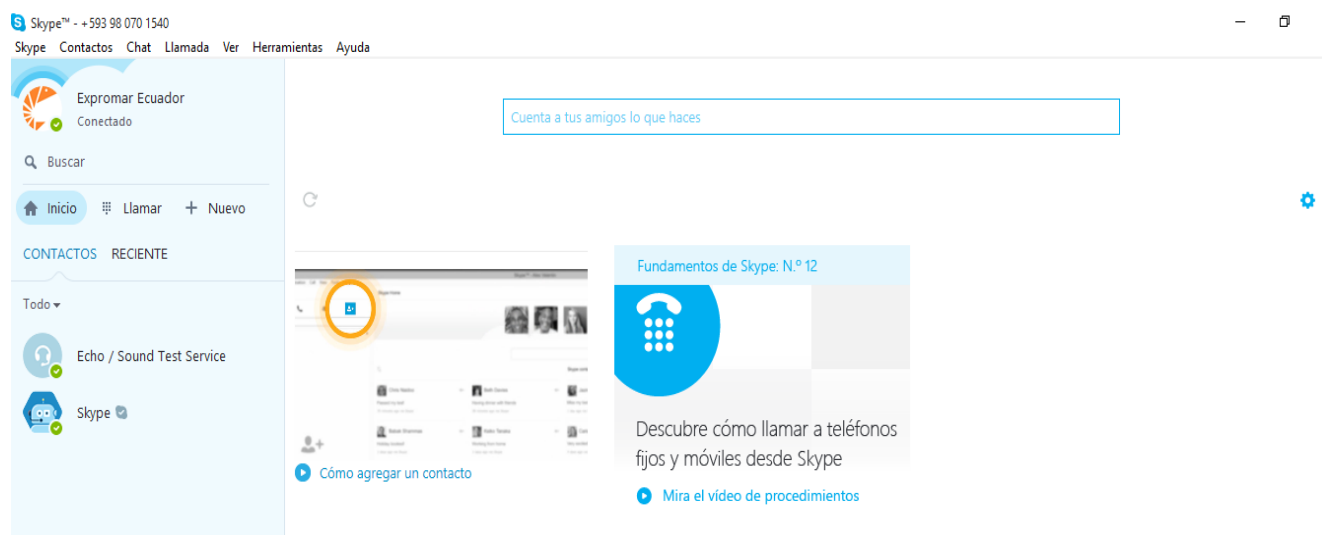 Skype™ - +593 98 070 1540
Skype Contactos Chat Llamada Ver Herramientas Ayuda
Expromar Ecuador
Conectado
Buscar
Inicio Llamar + Nuevo
CONTACTOS RECIENTE
Todo
Echo / Sound Test Service
Skype
Cuenta a tus amigos lo que haces
Cómo agregar un contacto
Fundamentos de Skype: N.º 12
Descubre cómo llamar a teléfonos
fijos y móviles desde Skype
Mira el vídeo de procedimientos